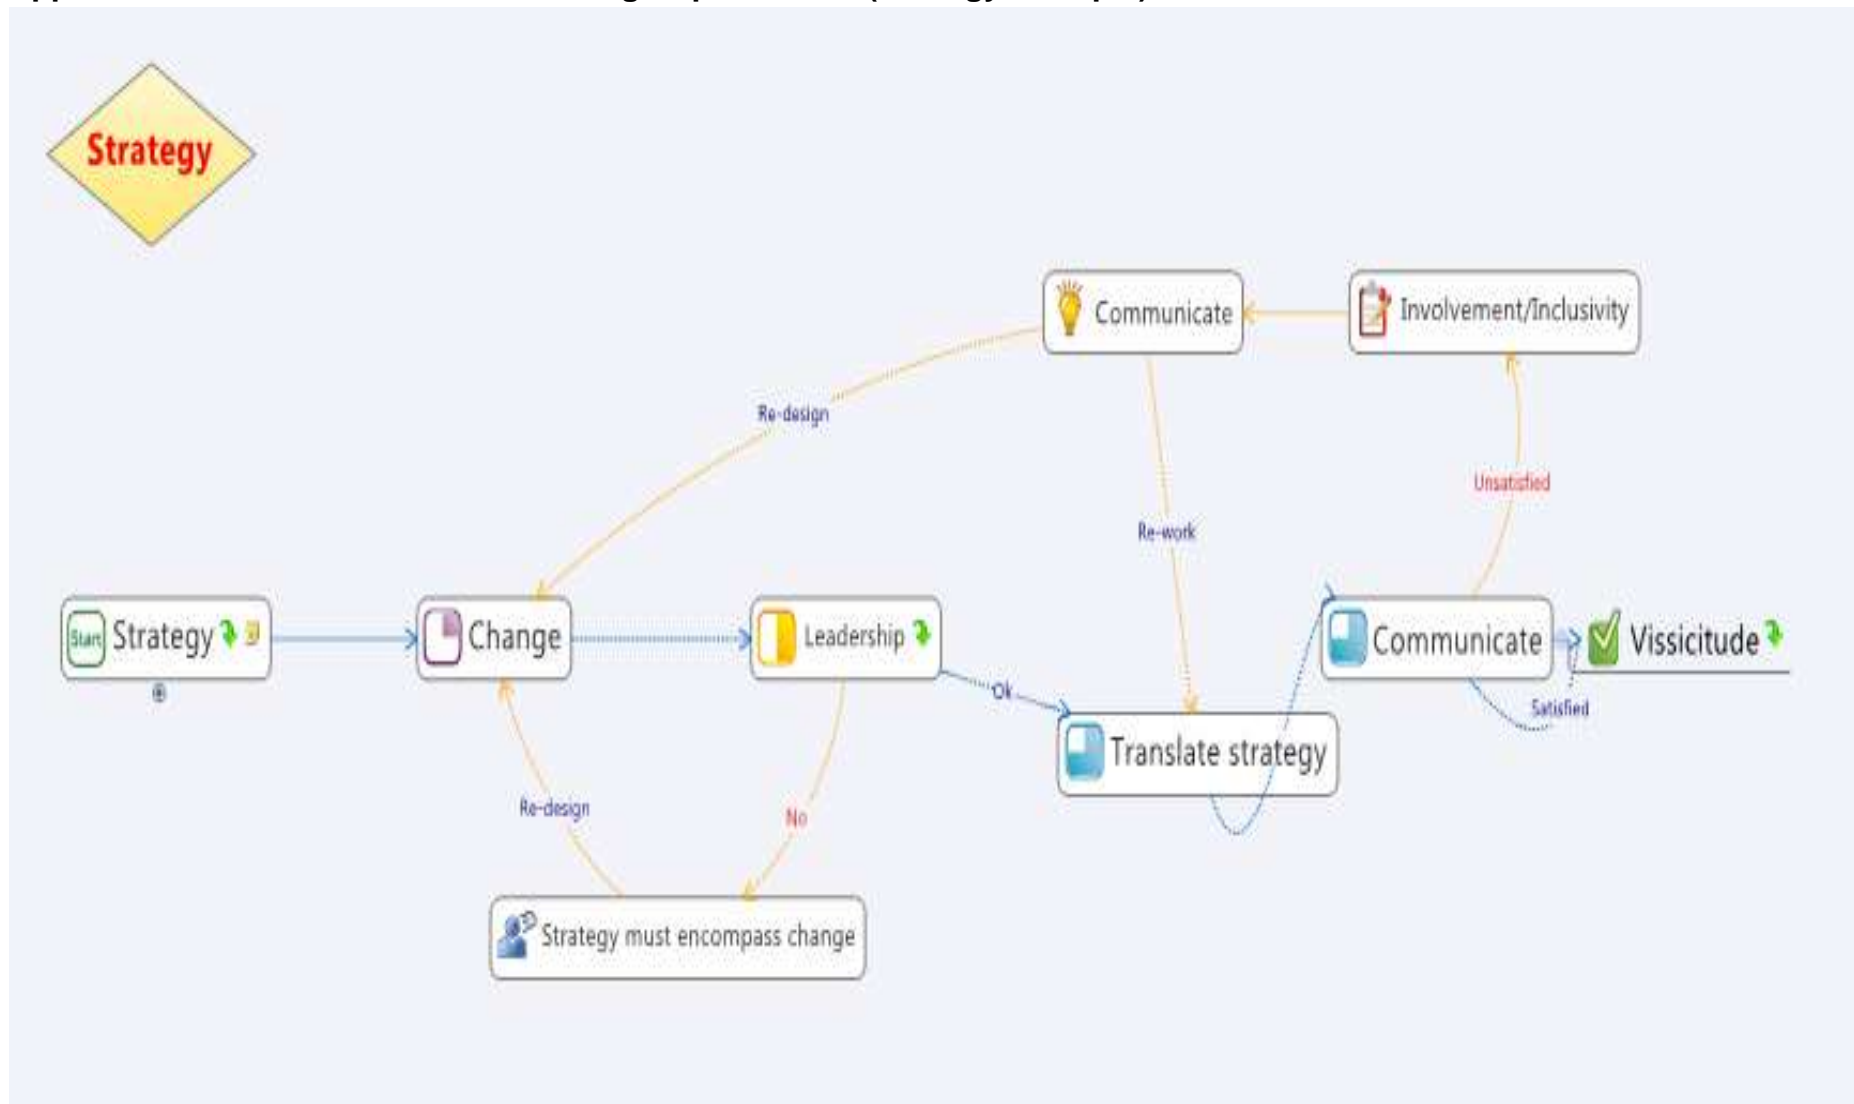 Strategy
Communicate
Involvement/Inclusivity
Re-design
Unsatisfied
Re-work
Start
Strategy
Change
Leadership
Communicate
Vissicitude
Ok
Satisfied
Translate strategy
Re-design
No
Strategy must encompass change